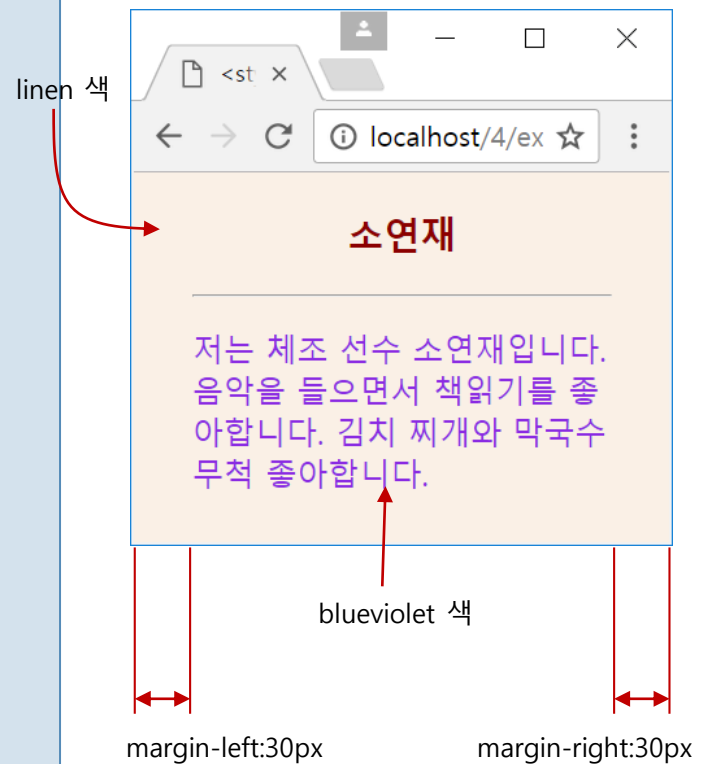 linen 색
<st
localhost/4/ex
소연재
저는 체조 선수 소연재입니다.
음악을 들으면서 책읽기를 좋
아합니다. 김치 찌개와 막국수
무척 좋아합니다.
blueviolet 색
margin-left:30px
margin-right:30px